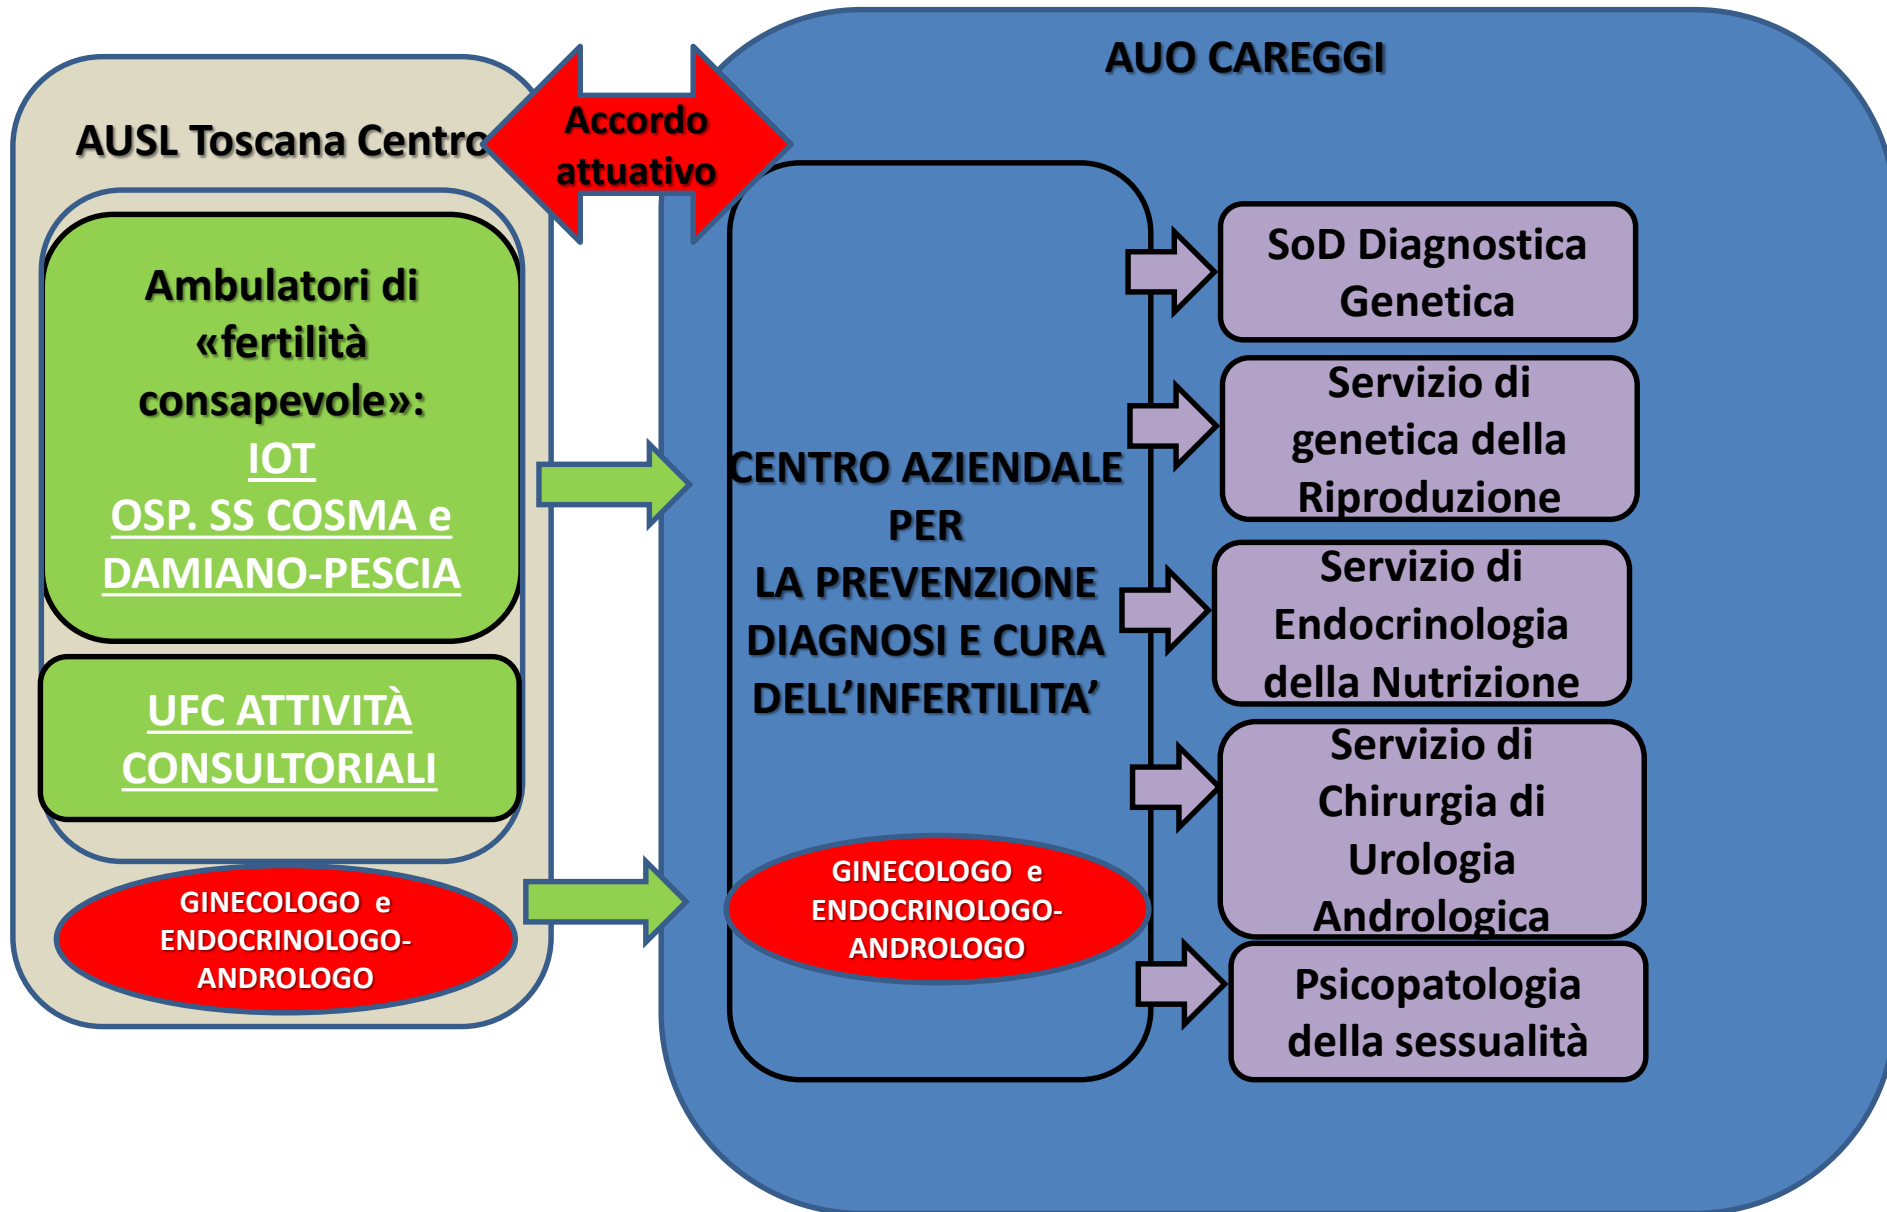 AUO CAREGGI
AUSL Toscana Centro
Accordo
attuativo
Ambulatori di
«fertilità
consapevole»:
IOT
OSP. SS COSMA e
DAMIANO-PESCIA
UFC ATTIVITÀ
CONSULTORIALI
GINECOLOGO e
ENDOCRINOLOGO-
ANDROLOGO
CENTRO AZIENDALE
PER
LA PREVENZIONE
DIAGNOSI E CURA
DELL’INFERTILITA’
GINECOLOGO e
ENDOCRINOLOGO-
ANDROLOGO
SoD Diagnostica
Genetica
Servizio di
genetica della
Riproduzione
Servizio di
Endocrinologia
della Nutrizione
Servizio di
Chirurgia di
Urologia
Andrologica
Psicopatologia
della sessualità